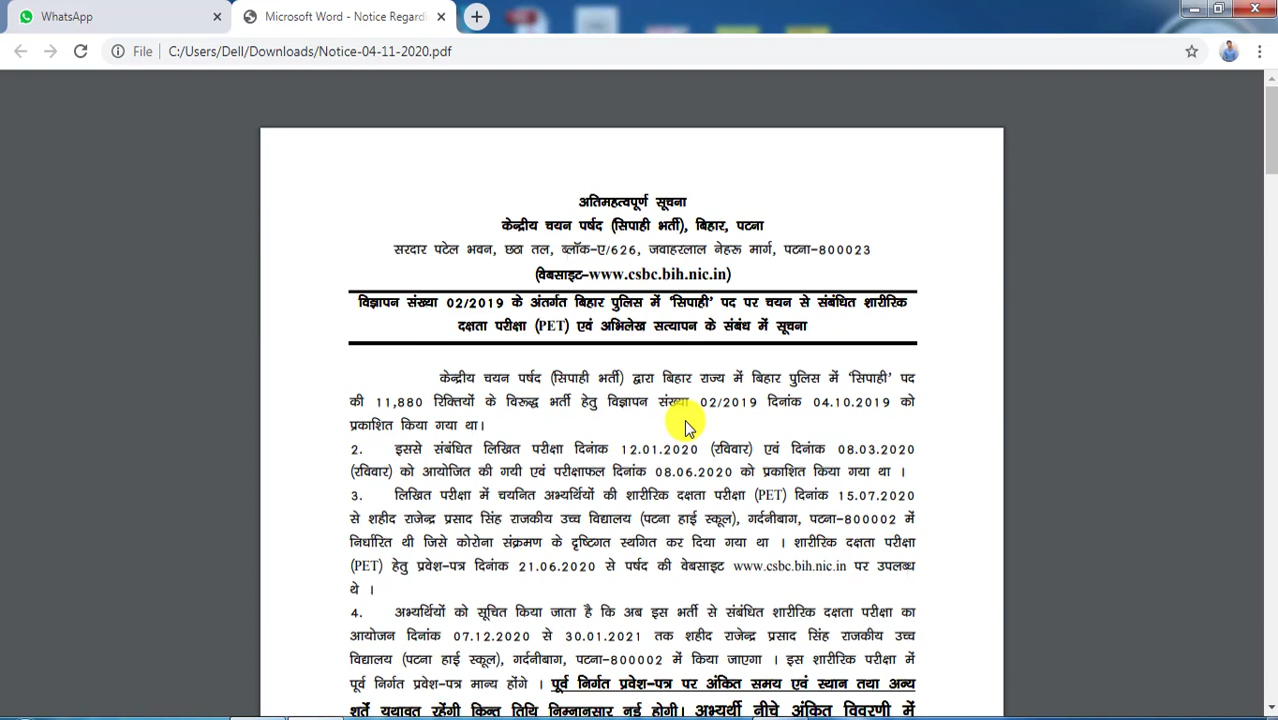 WhatsApp
Microsoft Word - Notice Regardi
File C:/Users/Dell/Downloads/Notice-04-11-2020.pdf
अतिमहत्वपूर्ण सूचना
केन्द्रीय चयन पर्षद (सिपाही भर्ती), बिहार, पटना
सरदार पटेल भवन, छठा तल, ब्लॉक-ए/626, जवाहरलाल नेहरू मार्ग, पटना-800023
(वेबसाइट-www.csbc.bih.nic.in)
विज्ञापन संख्या 02/2019 के अंतर्गत बिहार पुलिस में 'सिपाही' पद पर चयन से संबंधित शारीरिक
दक्षता परीक्षा (PET) एवं अभिलेख सत्यापन के संबंध में सूचना
केन्द्रीय चयन पर्षद (सिपाही भर्ती) द्वारा बिहार राज्य में बिहार पुलिस में 'सिपाही' पद
की 11,880 रिक्तियों के विरूद्ध भर्ती हेतु विज्ञापन संख्या 02/2019 दिनांक 04.10.2019 को
प्रकाशित किया गया था।
2. इससे संबंधित लिखित परीक्षा दिनांक 12.01.2020 (रविवार) एवं दिनांक 08.03.2020
(रविवार) को आयोजित की गयी एवं परीक्षाफल दिनांक 08.06.2020 को प्रकाशित किया गया था ।
3. लिखित परीक्षा में चयनित अभ्यर्थियों की शारीरिक दक्षता परीक्षा (PET) दिनांक 15.07.2020
से शहीद राजेन्द्र प्रसाद सिंह राजकीय उच्च विद्यालय (पटना हाई स्कूल), गर्दनीबाग, पटना-800002 में
निर्धारित थी जिसे कोरोना संक्रमण के दृष्टिगत स्थगित कर दिया गया था । शारीरिक दक्षता परीक्षा
(PET) हेतु प्रवेश-पत्र दिनांक 21.06.2020 से पर्षद की वेबसाइट www.csbc.bih.nic.in पर उपलब्ध
थे ।
4. अभ्यर्थियों को सूचित किया जाता है कि अब इस भर्ती से संबंधित शारीरिक दक्षता परीक्षा का
आयोजन दिनांक 07.12.2020 से 30.01.2021 तक शहीद राजेन्द्र प्रसाद सिंह राजकीय उच्च
विद्यालय (पटना हाई स्कूल), गर्दनीबाग, पटना-800002 में किया जाएगा । इस शारीरिक परीक्षा में
पूर्व निर्गत प्रवेश-पत्र मान्य होंगे । पूर्व निर्गत प्रवेश-पत्र पर अंकित समय एवं स्थान तथा अन्य
शर्तें यथावत रहेंगी किन्तु तिथि निम्नानुसार नई होगी। अभ्यर्थी नीचे अंकित विवरणी में